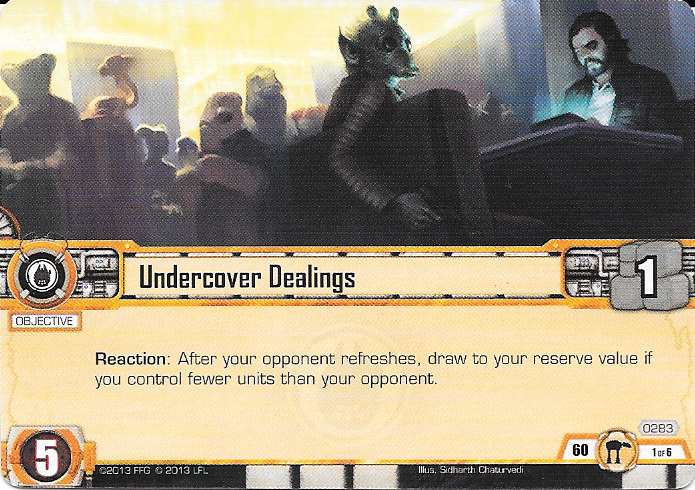 Undercover Dealings
1
OBJECTIVE
Reaction: After your opponent refreshes, draw to your reserve value if
you control fewer units than your opponent.
0283
5
60
1 OF 6
©2013 FFG © 2013 LFL
Illus. Sidharth Chaturvedi